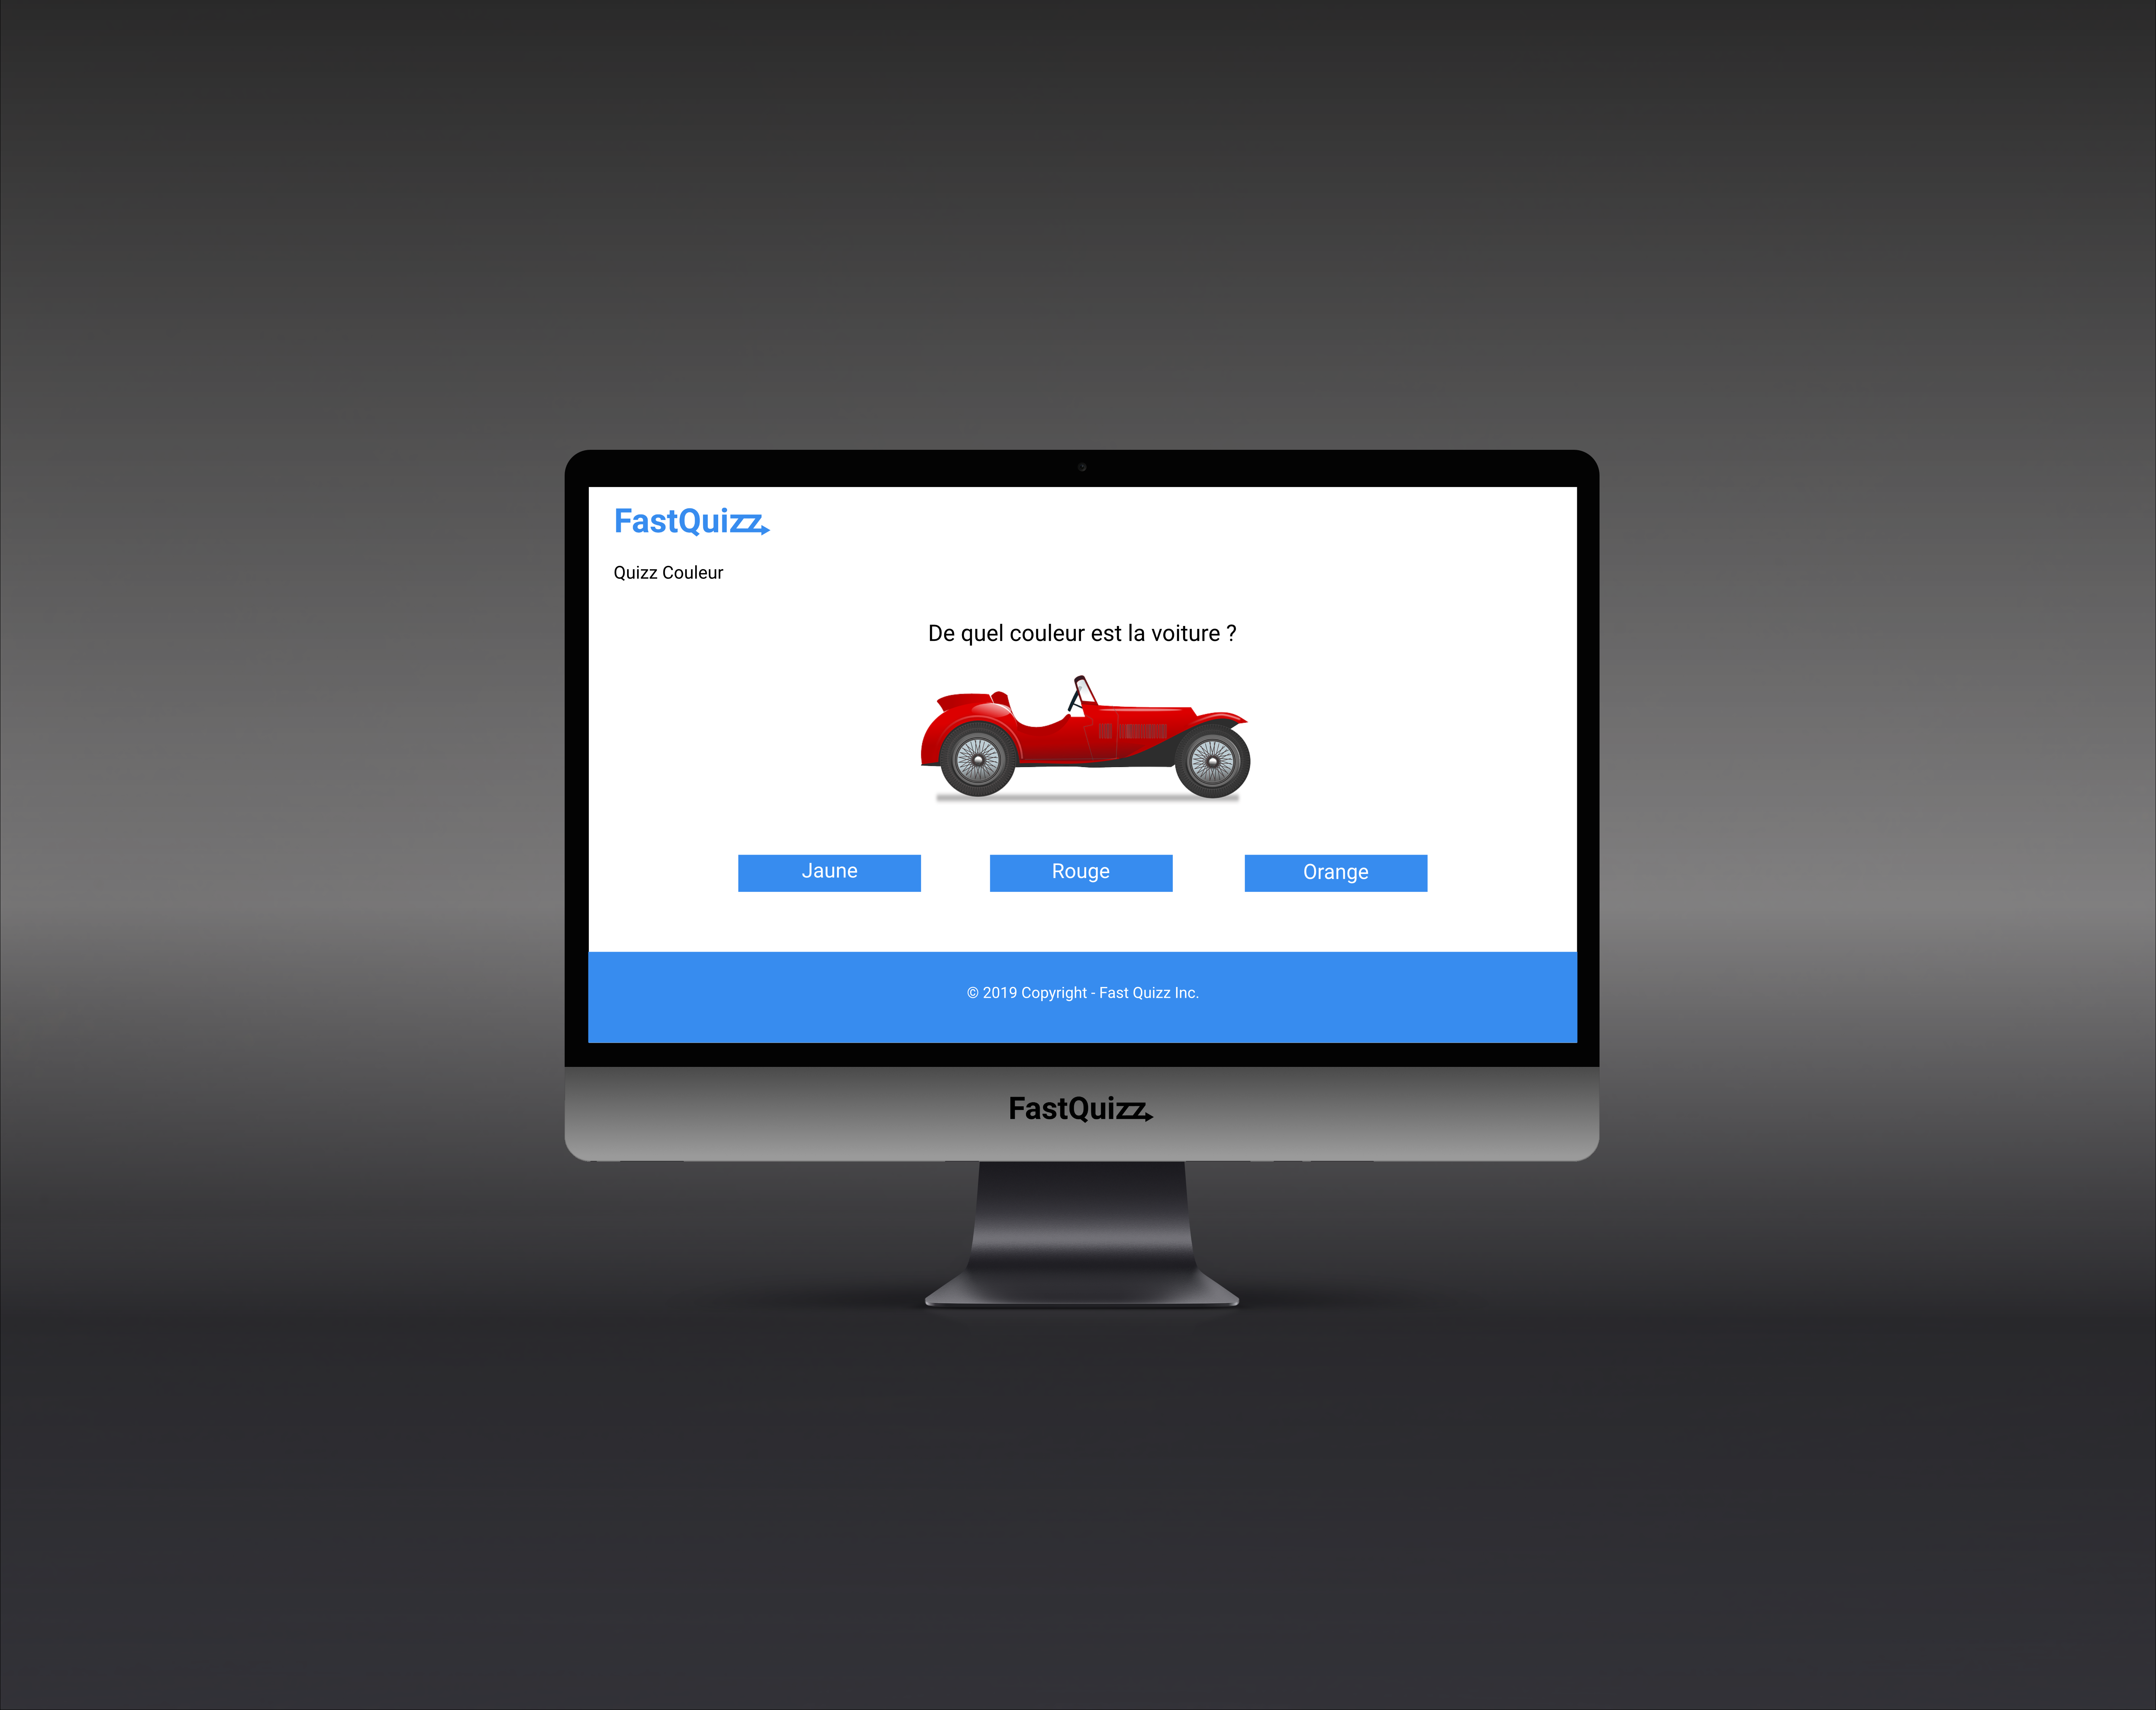 FastQuizz
Quizz Couleur
De quel couleur est la voiture ?
Jaune
Rouge
Orange
© 2019 Copyright - Fast Quizz Inc.
FastQuizz